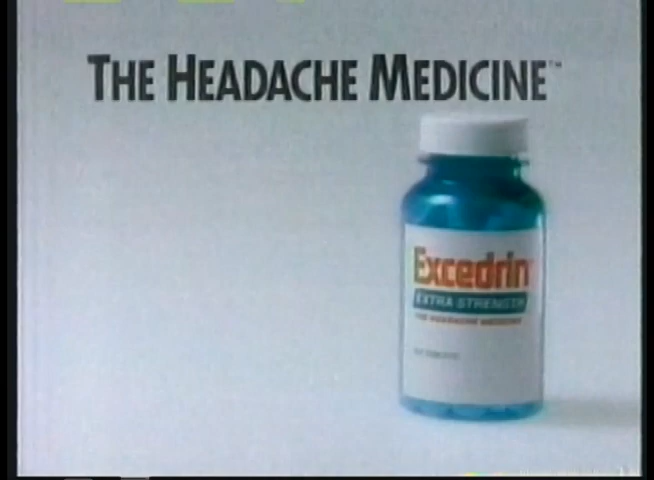 THE HEADACHE MEDICINE™
Excedrin
EXTRA STRENGTH
THE HEADACHE MEDICINE